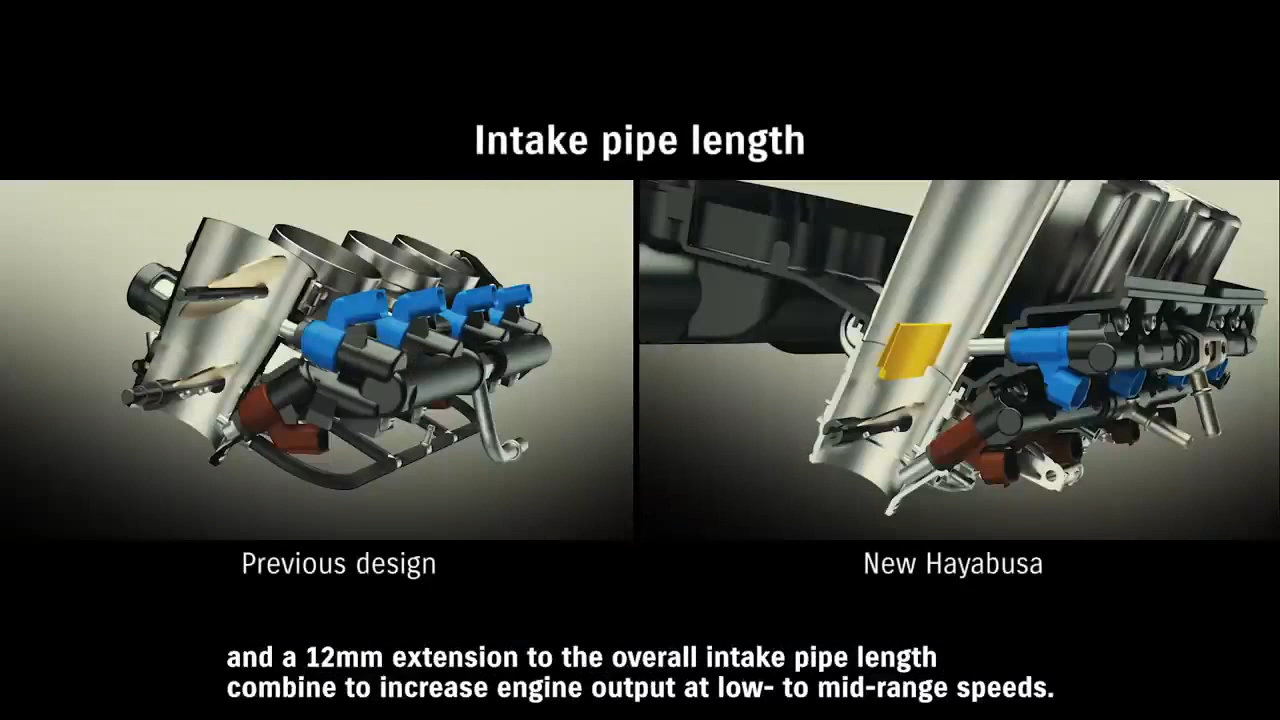 Intake pipe length
Previous design
New Hayabusa
and a 12mm extension to the overall intake pipe length
combine to increase engine output at low- to mid-range speeds.